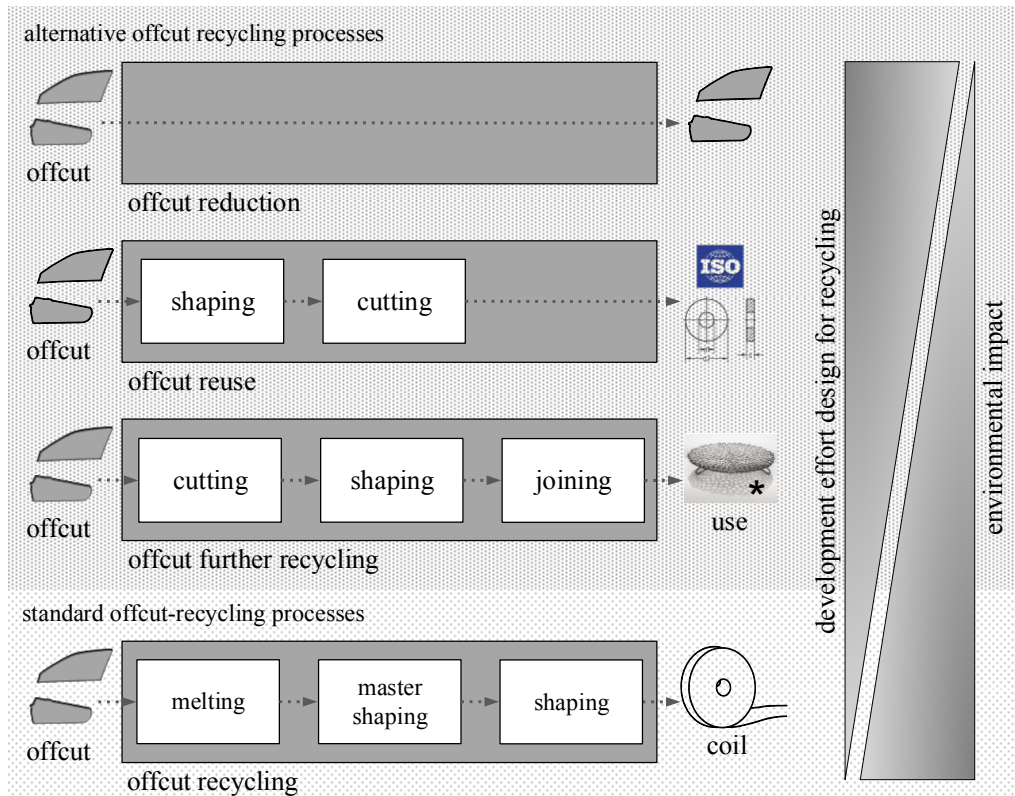 alternative offcut recycling processes
offcut
offcut reduction
shaping
cutting
ISO
offcut
offcut reuse
cutting
shaping
joining
*
offcut
use
offcut further recycling
standard offcut-recycling processes
melting
master
shaping
shaping
offcut
coil
offcut recycling
development effort design for recycling
environmental impact